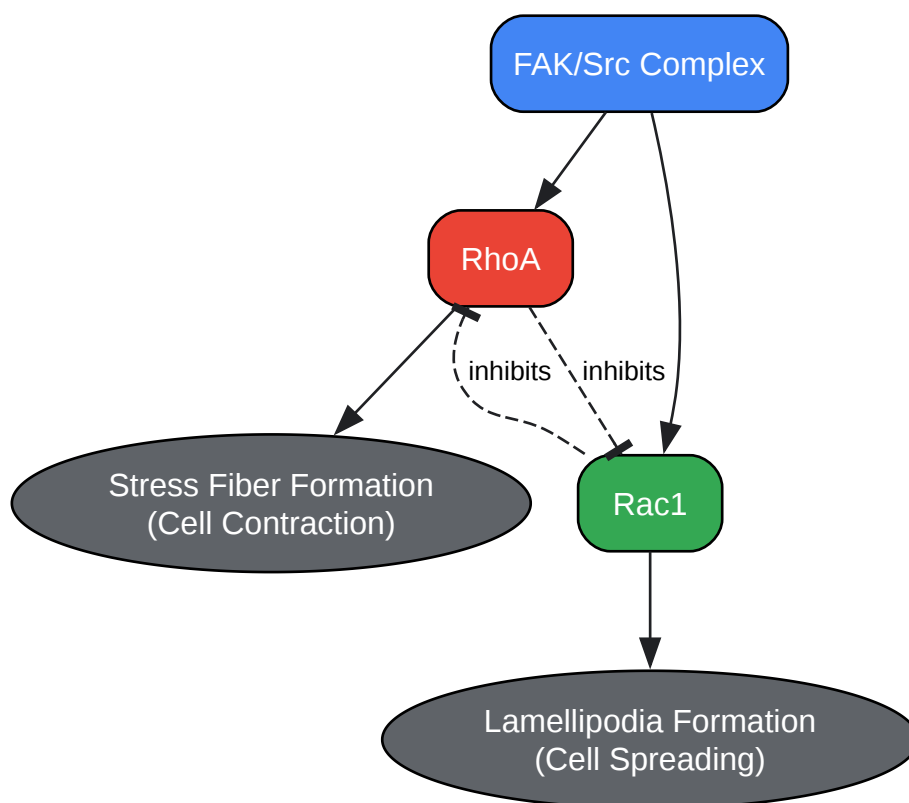 FAK/Src Complex
RhoA
inhibits
inhibits
Stress Fiber Formation
(Cell Contraction)
Rac1
Lamellipodia Formation
(Cell Spreading)